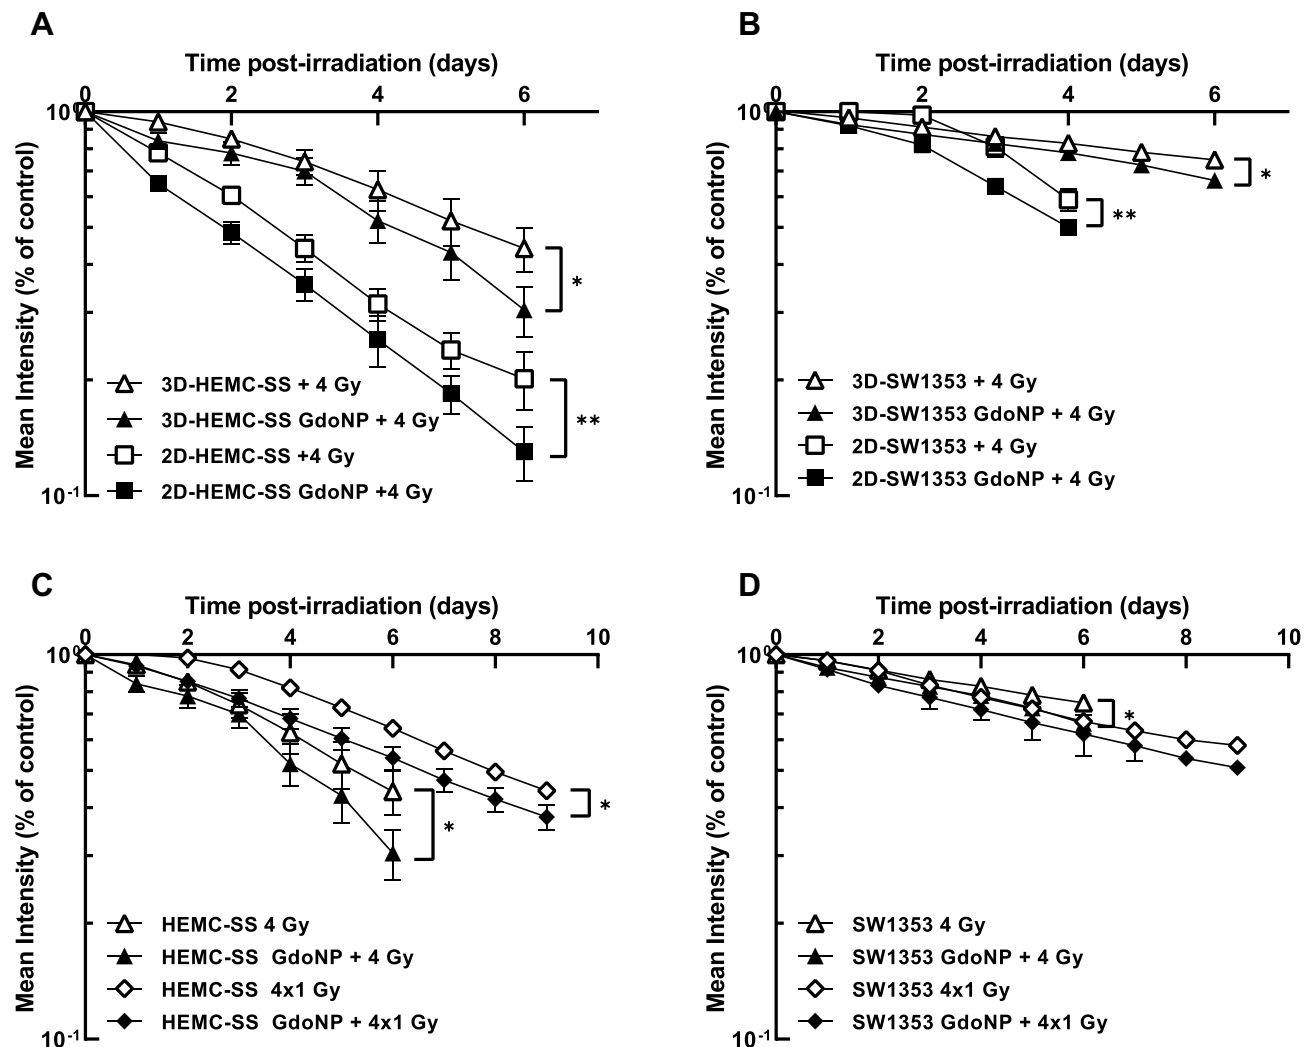 A
Time post-irradiation (days)
0 2 4 6
10^0
Mean Intensity (% of control)
*
3D-HEMC-SS + 4 Gy
3D-HEMC-SS GdoNP + 4 Gy
2D-HEMC-SS +4 Gy
2D-HEMC-SS GdoNP +4 Gy
**
10^-1
B
Time post-irradiation (days)
0 2 4 6
10^0
Mean Intensity (% of control)
*
**
3D-SW1353 + 4 Gy
3D-SW1353 GdoNP + 4 Gy
2D-SW1353 + 4 Gy
2D-SW1353 GdoNP + 4 Gy
10^-1
C
Time post-irradiation (days)
0 2 4 6 8 10
10^0
Mean Intensity (% of control)
*
*
HEMC-SS 4 Gy
HEMC-SS GdoNP + 4 Gy
HEMC-SS 4x1 Gy
HEMC-SS GdoNP + 4x1 Gy
10^-1
D
Time post-irradiation (days)
0 2 4 6 8 10
10^0
Mean Intensity (% of control)
*
SW1353 4 Gy
SW1353 GdoNP + 4 Gy
SW1353 4x1 Gy
SW1353 GdoNP + 4x1 Gy
10^-1